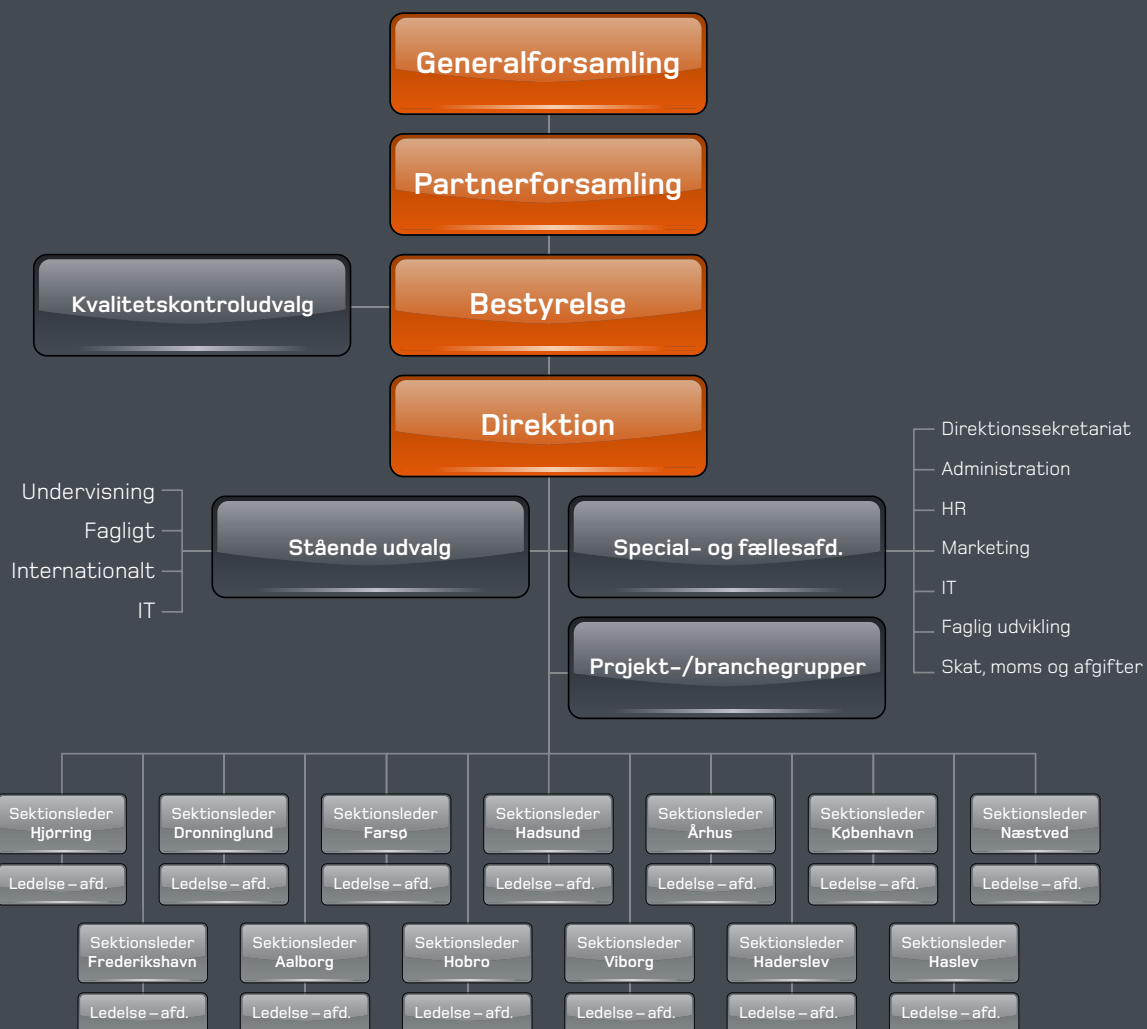 Generalforsamling
Partnerforsamling
Kvalitetskontroludvalg
Bestyrelse
Direktion
Undervisning
Fagligt
Internationalt
IT
Stående udvalg
Special- og fællesafd.
Direktionssekretariat
Administration
HR
Marketing
IT
Faglig udvikling
Skat, moms og afgifter
Projekt-/branchegrupper
Sektionsleder
Hjørring
Ledelse – afd.
Sektionsleder
Dronninglund
Ledelse – afd.
Sektionsleder
Farsø
Ledelse – afd.
Sektionsleder
Hadsund
Ledelse – afd.
Sektionsleder
Århus
Ledelse – afd.
Sektionsleder
København
Ledelse – afd.
Sektionsleder
Næstved
Ledelse – afd.
Sektionsleder
Frederikshavn
Ledelse – afd.
Sektionsleder
Aalborg
Ledelse – afd.
Sektionsleder
Hobro
Ledelse – afd.
Sektionsleder
Viborg
Ledelse – afd.
Sektionsleder
Haderslev
Ledelse – afd.
Sektionsleder
Haslev
Ledelse – afd.